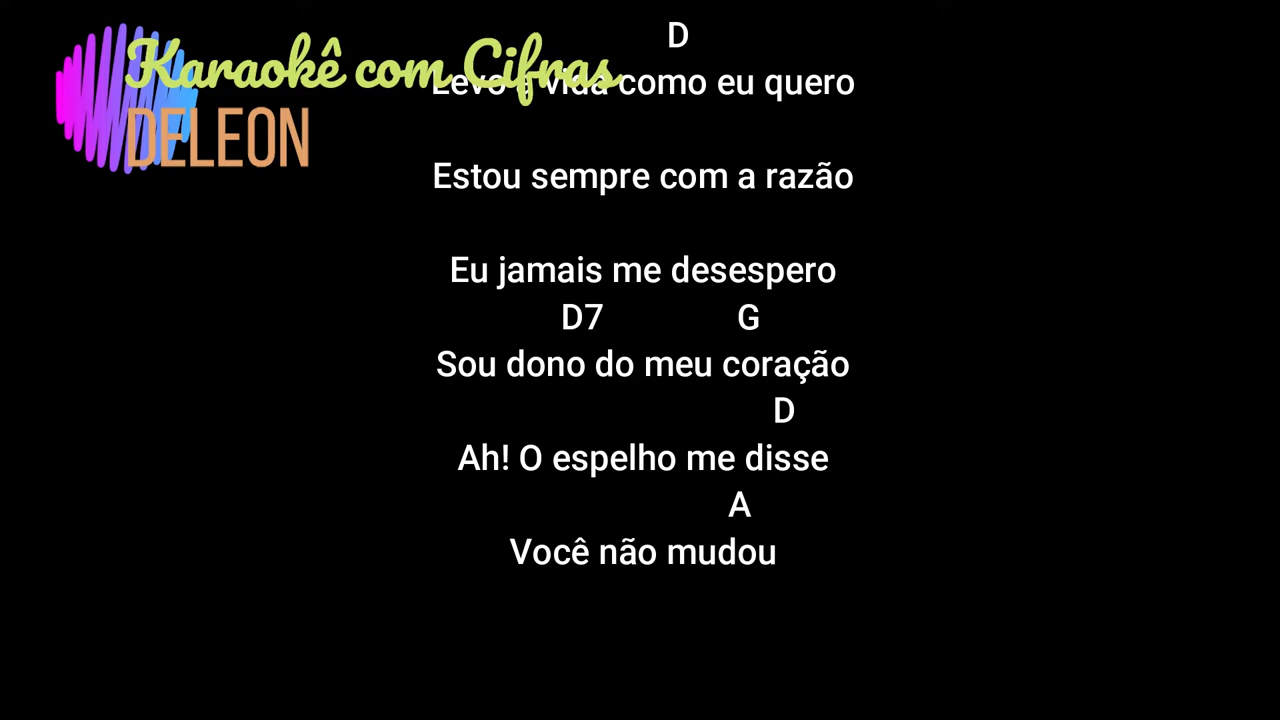 Karaokê com Cifras
DELEON
D
Levo a vida como eu quero
Estou sempre com a razão
Eu jamais me desespero
D7 G
Sou dono do meu coração
D
Ah! O espelho me disse
A
Você não mudou